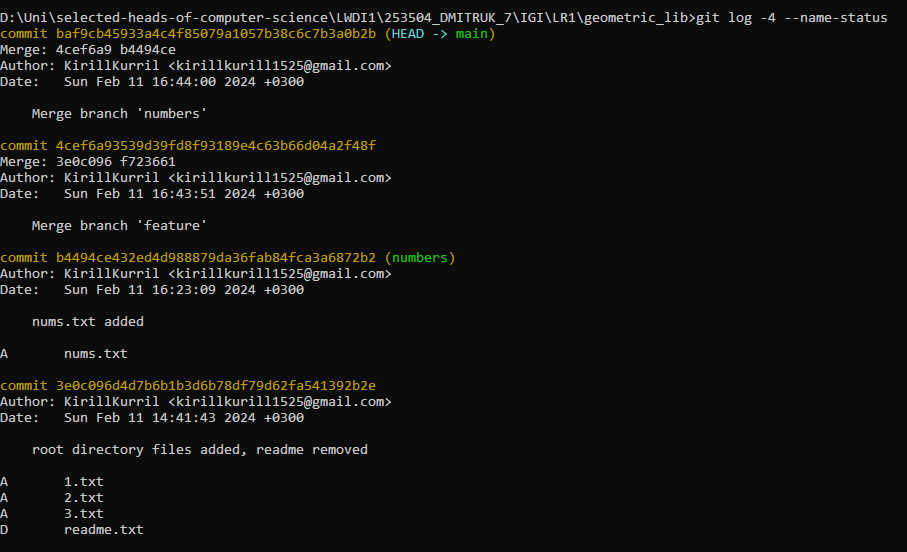 D:\Uni\selected-heads-of-computer-science\LWDI1\253504_DMITRUK_7\IGI\LR1\geometric_lib>git log -4 --name-status
commit baf9cb45933a4c4f85079a1057b38c6c7b3a0b2b (HEAD -> main)
Merge: 4cef6a9 b4494ce
Author: KirillKurril <kirillkurill1525@gmail.com>
Date:   Sun Feb 11 16:44:00 2024 +0300
    Merge branch 'numbers'
commit 4cef6a93539d39fd8f93189e4c63b66d04a2f48f
Merge: 3e0c096 f723661
Author: KirillKurril <kirillkurill1525@gmail.com>
Date:   Sun Feb 11 16:43:51 2024 +0300
    Merge branch 'feature'
commit b4494ce432ed4d988879da36fab84fca3a6872b2 (numbers)
Author: KirillKurril <kirillkurill1525@gmail.com>
Date:   Sun Feb 11 16:23:09 2024 +0300
    nums.txt added
A       nums.txt
commit 3e0c096d4d7b6b1b3d6b78df79d62fa541392b2e
Author: KirillKurril <kirillkurill1525@gmail.com>
Date:   Sun Feb 11 14:41:43 2024 +0300
    root directory files added, readme removed
A       1.txt
A       2.txt
A       3.txt
D       readme.txt